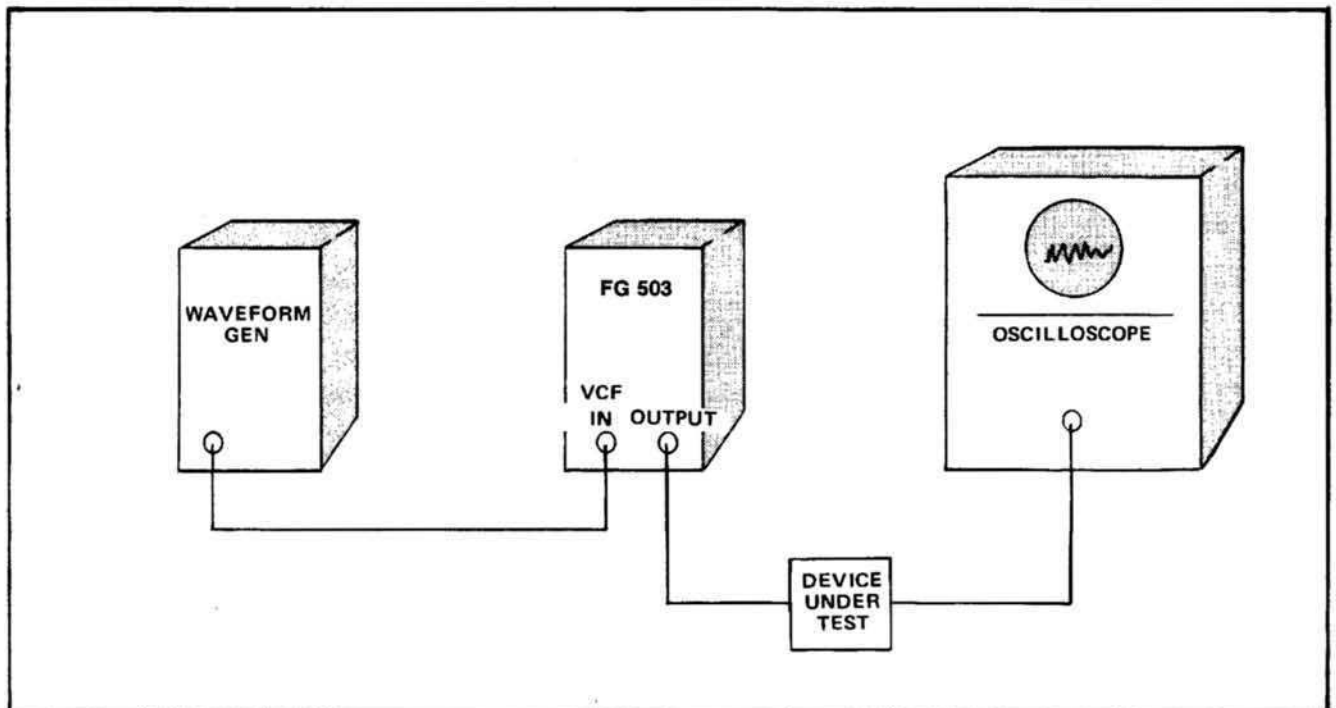 WAVEFORM
GEN
FG 503
VCF
IN OUTPUT
OSCILLOSCOPE
DEVICE
UNDER
TEST